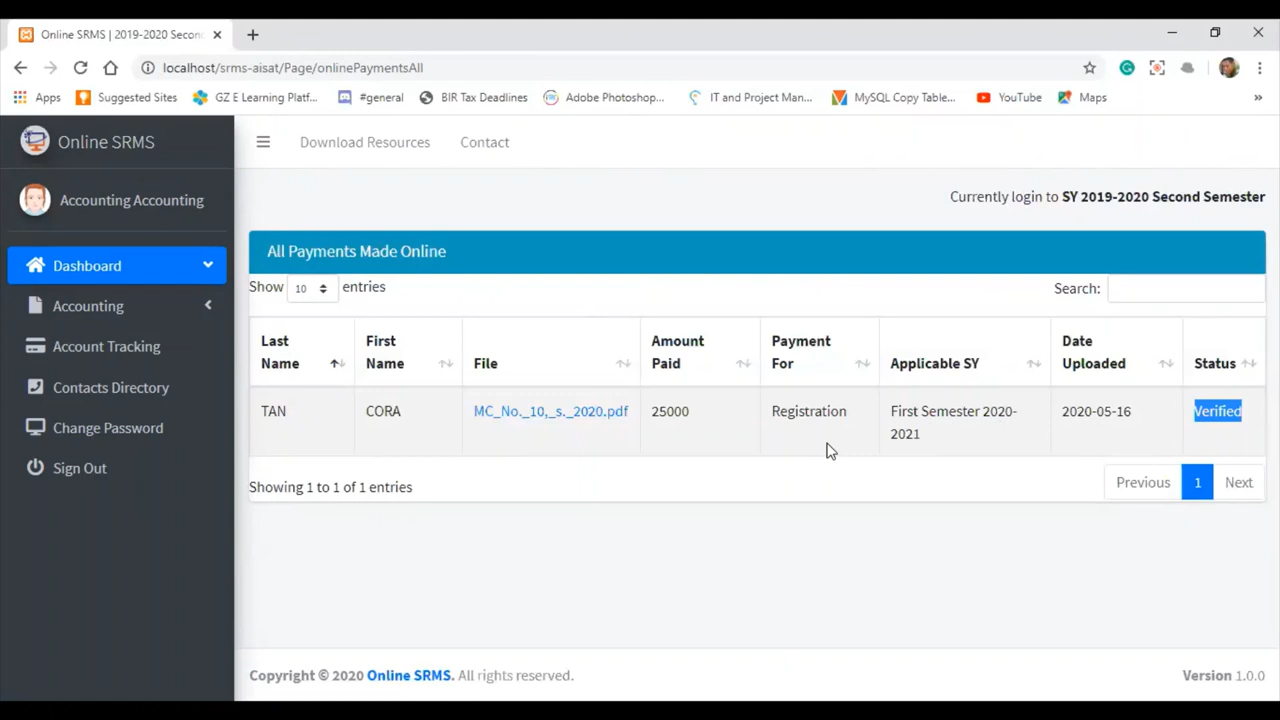 Online SRMS | 2019-2020 Secon
localhost/srms-aisat/Page/onlinePaymentsAll
Apps Suggested Sites GZ E Learning Platf... #general BIR Tax Deadlines Adobe Photoshop... IT and Project Man... MySQL Copy Table... YouTube Maps »
Online SRMS
Download Resources Contact
Accounting Accounting
Currently login to SY 2019-2020 Second Semester
Dashboard
Accounting
Account Tracking
Contacts Directory
Change Password
Sign Out
All Payments Made Online
Show 10 entries Search:
Last Name First Name File Amount Paid Payment For Applicable SY Date Uploaded Status
TAN CORA MC_No._10,_s._2020.pdf 25000 Registration First Semester 2020-2021 2020-05-16 Verified
Showing 1 to 1 of 1 entries Previous 1 Next
Copyright © 2020 Online SRMS. All rights reserved. Version 1.0.0